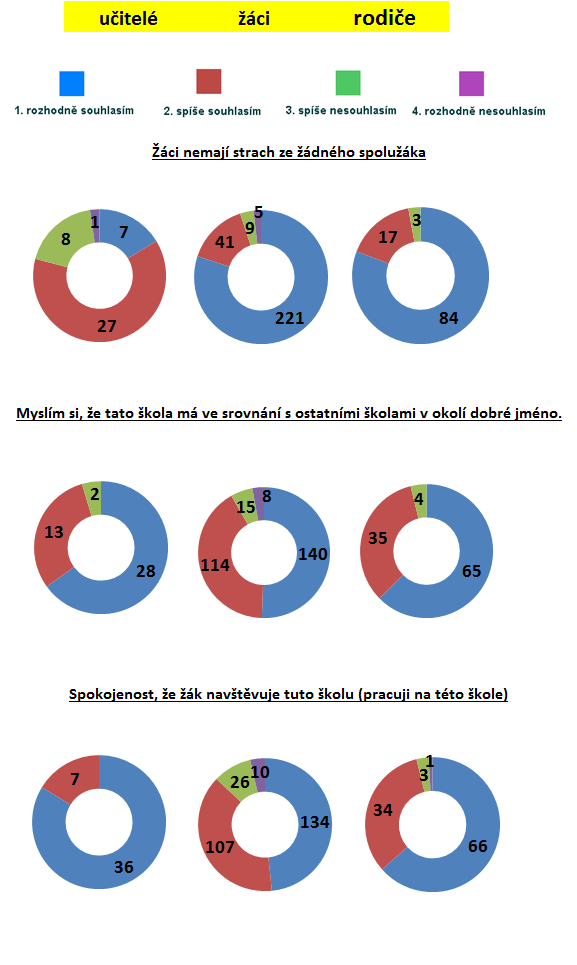 učitelé žáci rodiče
1. rozhodně souhlasím 2. spíše souhlasím 3. spíše nesouhlasím 4. rozhodně nesouhlasím
Žáci nemají strach ze žádného spolužáka
1 7 8 27
5 9 41 221
3 17 84
Myslím si, že tato škola má ve srovnání s ostatními školami v okolí dobré jméno.
2 13 28
8 15 114 140
4 35 65
Spokojenost, že žák navštěvuje tuto školu (pracuji na této škole)
7 36
10 26 107 134
1 3 34 66